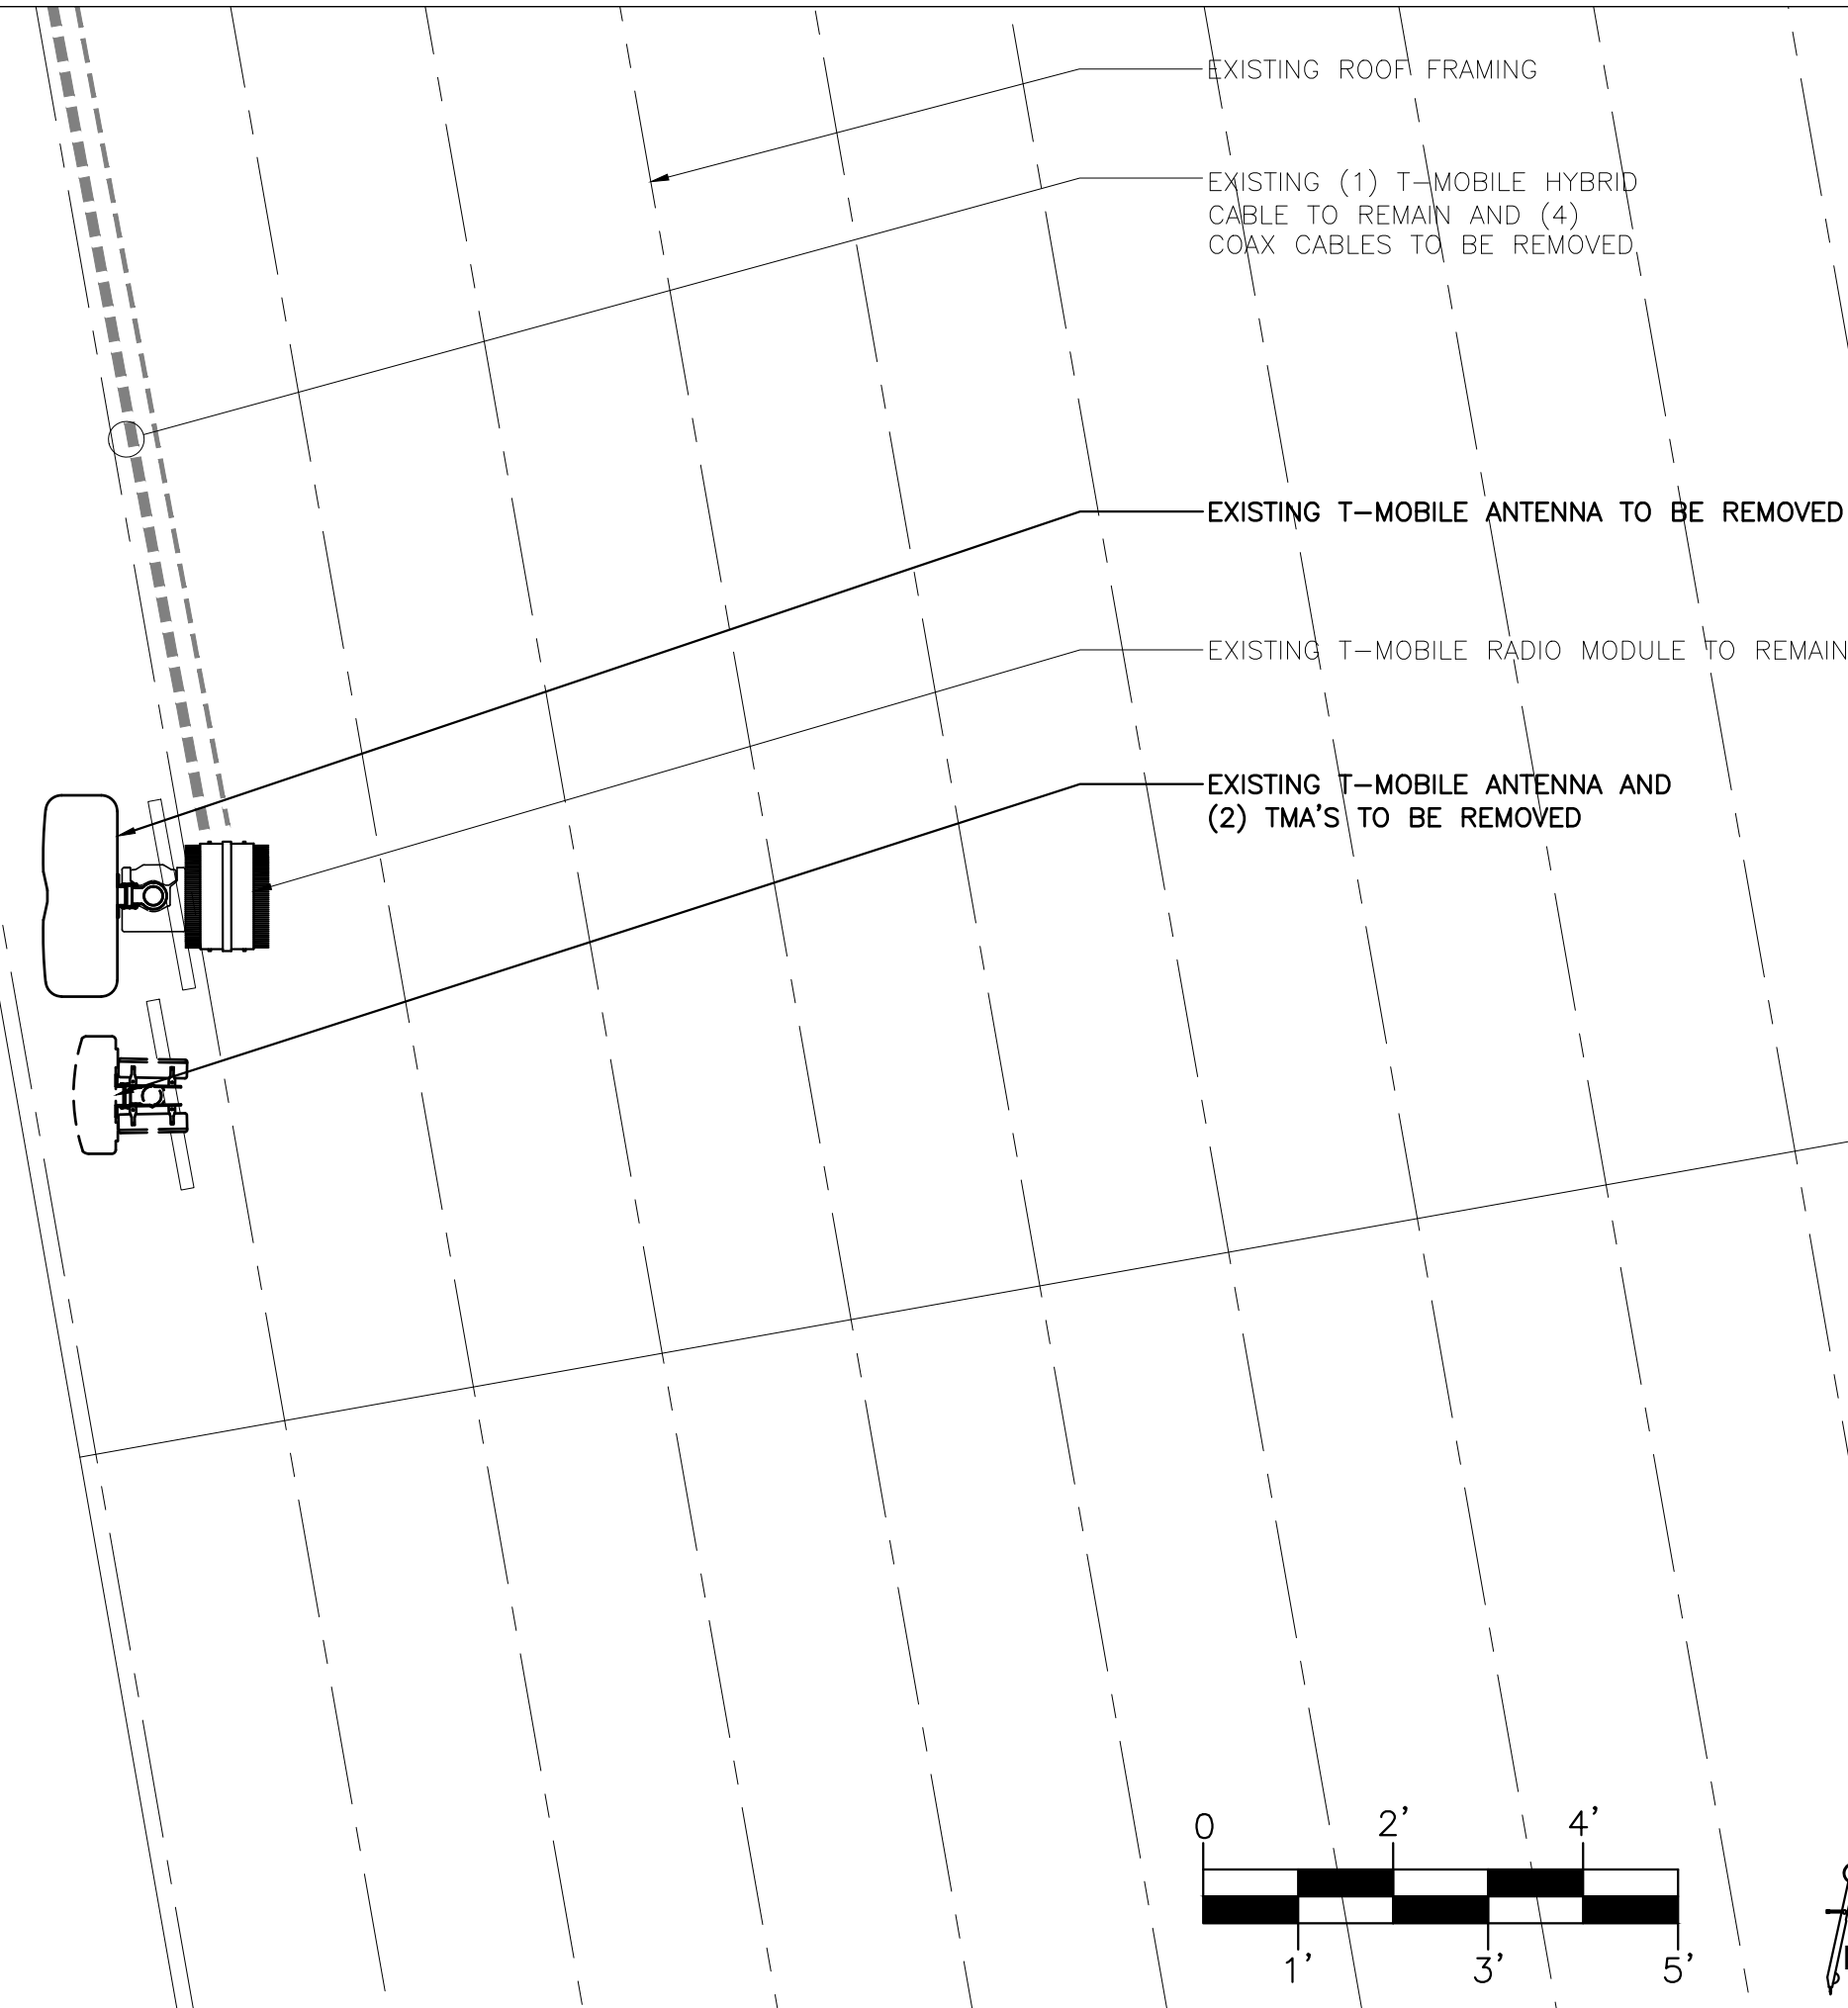 EXISTING ROOF FRAMING
EXISTING (1) T-MOBILE HYBRID
CABLE TO REMAIN AND (4)
COAX CABLES TO BE REMOVED
EXISTING T-MOBILE ANTENNA TO BE REMOVED
EXISTING T-MOBILE RADIO MODULE TO REMAIN
EXISTING T-MOBILE ANTENNA AND
(2) TMA'S TO BE REMOVED
0 2' 4'
1' 3' 5'